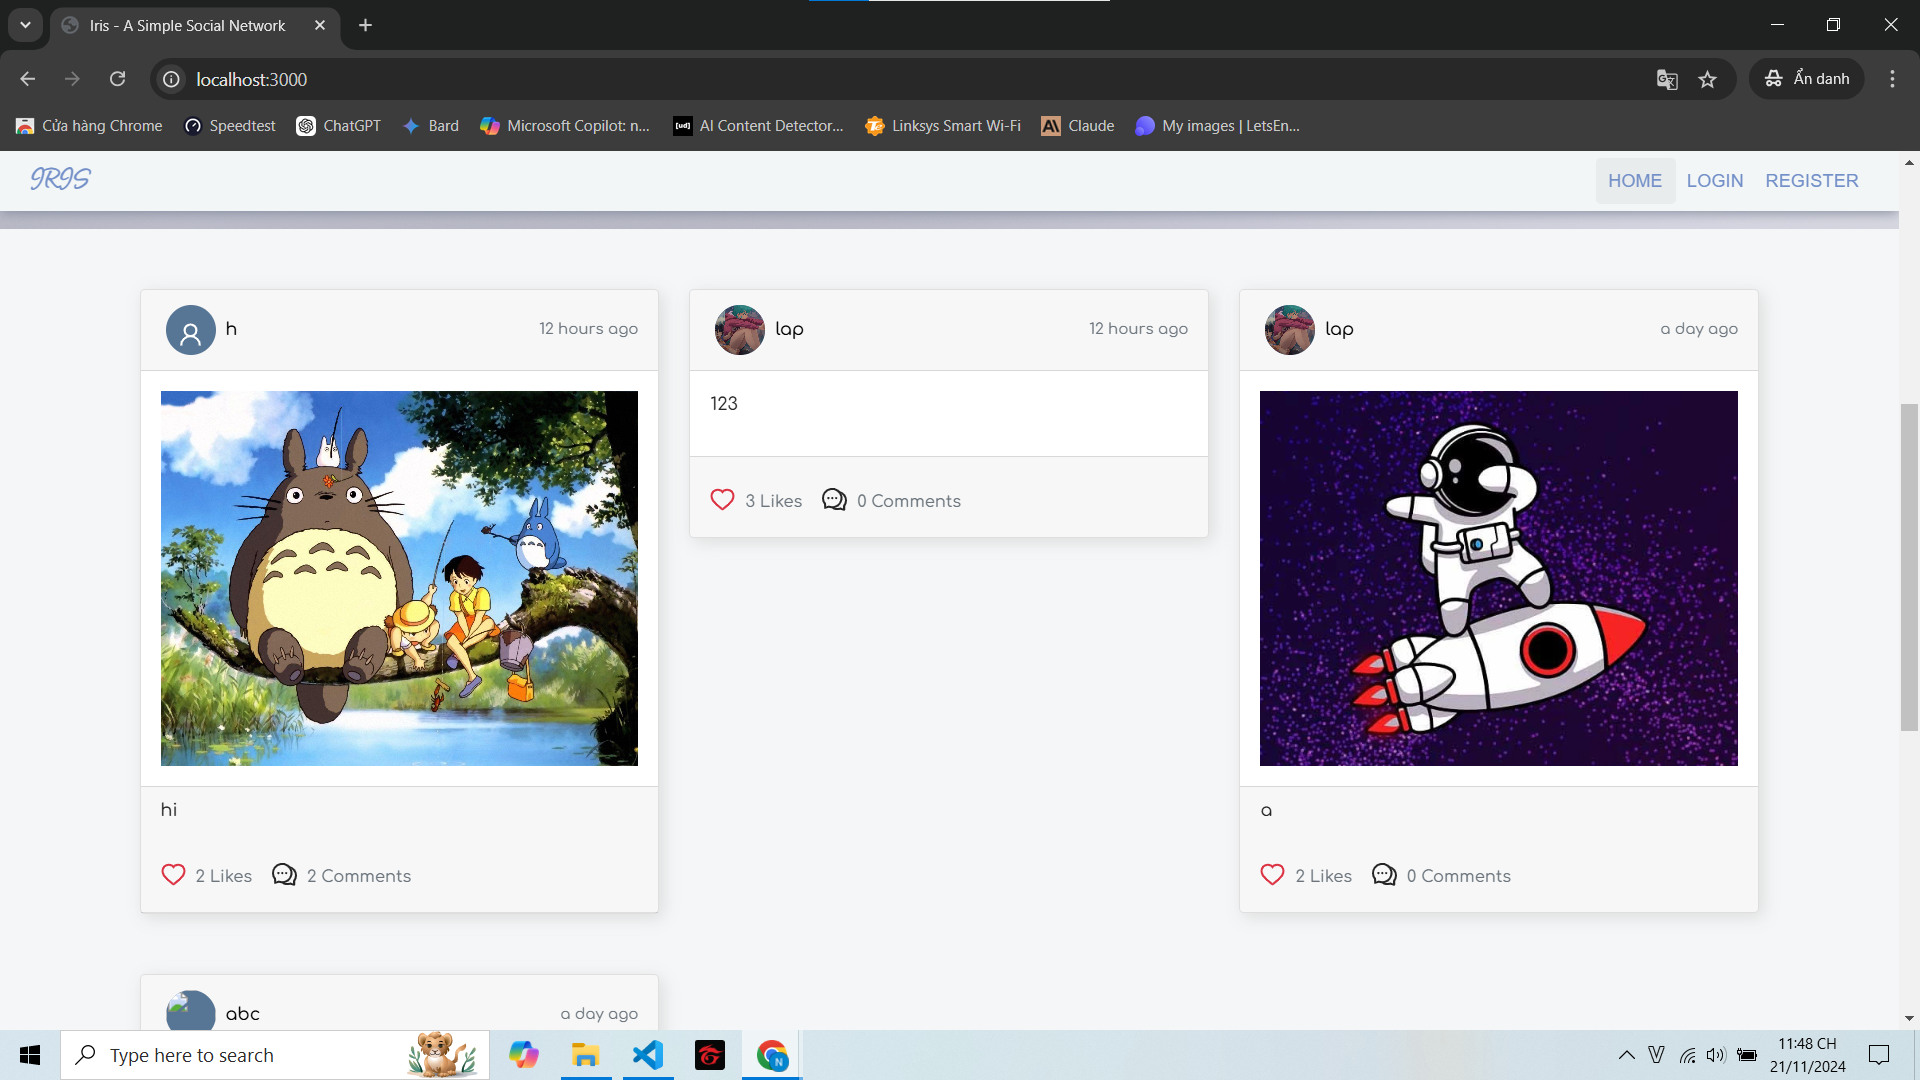 Iris - A Simple Social Network
localhost:3000
Ẩn danh
Cửa hàng Chrome
Speedtest
ChatGPT
Bard
Microsoft Copilot: n...
[ud]
AI Content Detector...
Linksys Smart Wi-Fi
Claude
My images | LetsEn...
IRIS
HOME
LOGIN
REGISTER
h
12 hours ago
lap
12 hours ago
lap
a day ago
123
3 Likes
0 Comments
hi
a
2 Likes
2 Comments
2 Likes
0 Comments
abc
a day ago
Type here to search
N
V
11:48 CH
21/11/2024